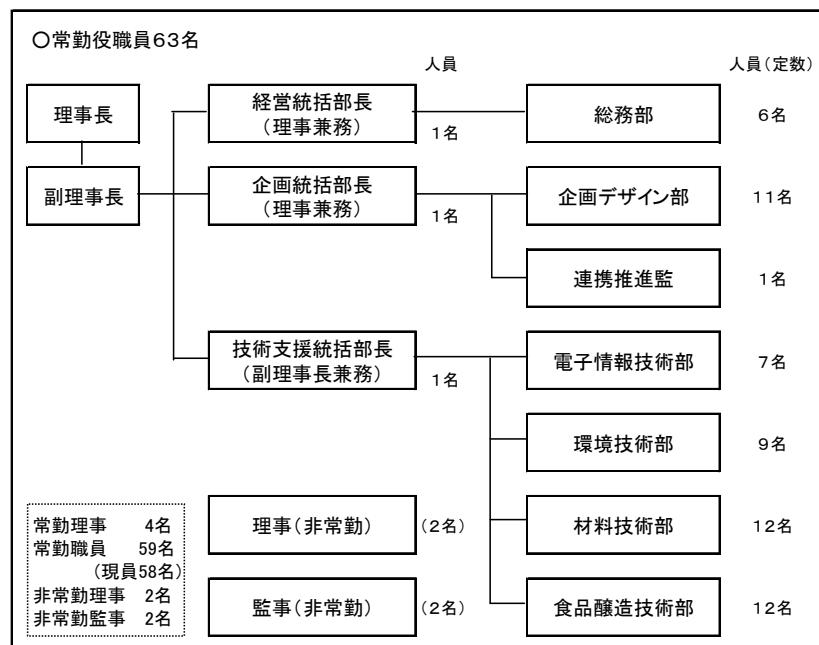 〇常勤役職員63名
人員
人員(定数)
理事長
経営統括部長
(理事兼務)
1名
総務部
6名
副理事長
企画統括部長
(理事兼務)
1名
企画デザイン部
11名
連携推進監
1名
技術支援統括部長
(副理事長兼務)
1名
電子情報技術部
7名
環境技術部
9名
常勤理事 4名
常勤職員 59名
(現員58名)
非常勤理事 2名
非常勤監事 2名
理事(非常勤)
(2名)
材料技術部
12名
監事(非常勤)
(2名)
食品醸造技術部
12名